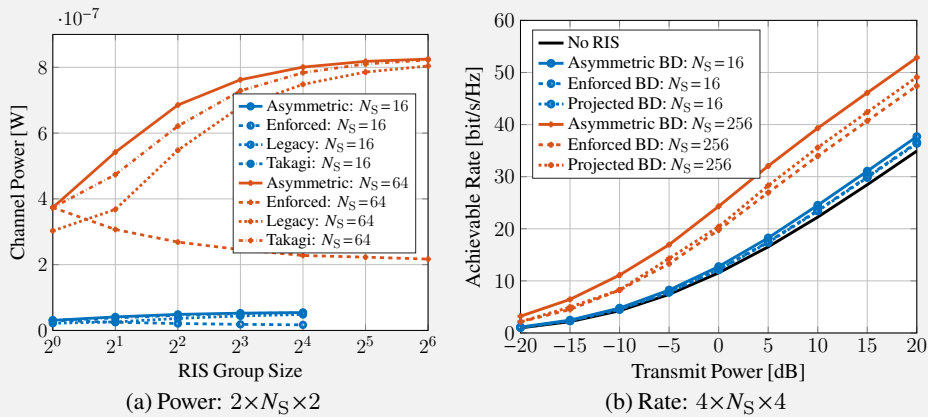 ·10⁻⁷
8
6
4
2
0
2⁰ 2¹ 2² 2³ 2⁴ 2⁵ 2⁶
Channel Power [W]
RIS Group Size
Asymmetric: N_S=16
Enforced: N_S=16
Legacy: N_S=16
Takagi: N_S=16
Asymmetric: N_S=64
Enforced: N_S=64
Legacy: N_S=64
Takagi: N_S=64
(a) Power: 2×N_S×2
60
50
40
30
20
10
0
−20 −15 −10 −5 0 5 10 15 20
Achievable Rate [bit/s/Hz]
Transmit Power [dB]
No RIS
Asymmetric BD: N_S=16
Enforced BD: N_S=16
Projected BD: N_S=16
Asymmetric BD: N_S=256
Enforced BD: N_S=256
Projected BD: N_S=256
(b) Rate: 4×N_S×4